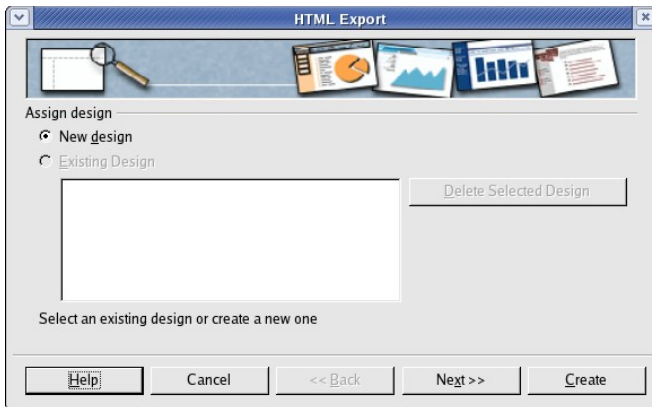 HTML Export
Assign design
New design
Existing Design
Delete Selected Design
Select an existing design or create a new one
Help Cancel << Back Next >> Create